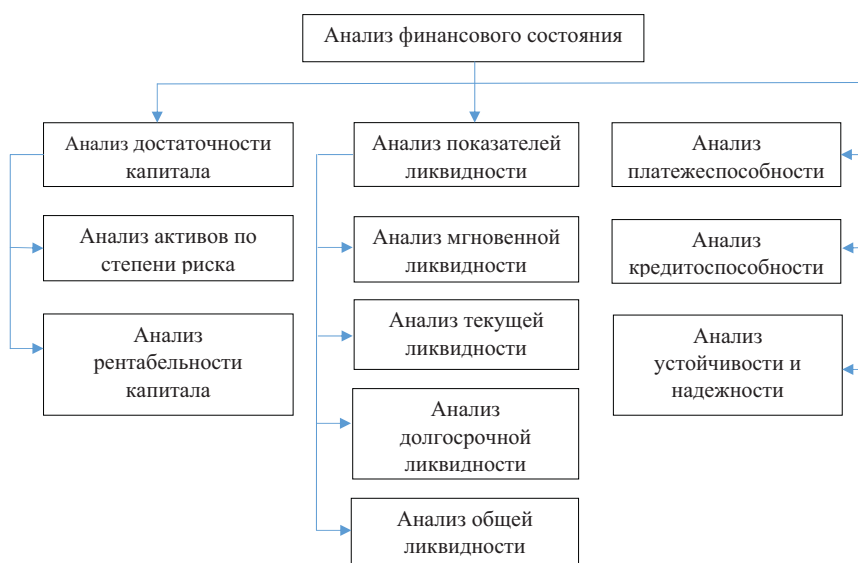 Анализ финансового состояния
Анализ достаточности
капитала
Анализ активов по
степени риска
Анализ
рентабельности
капитала
Анализ показателей
ликвидности
Анализ мгновенной
ликвидности
Анализ текущей
ликвидности
Анализ
долгосрочной
ликвидности
Анализ общей
ликвидности
Анализ
платежеспособности
Анализ
кредитоспособности
Анализ
устойчивости и
надежности